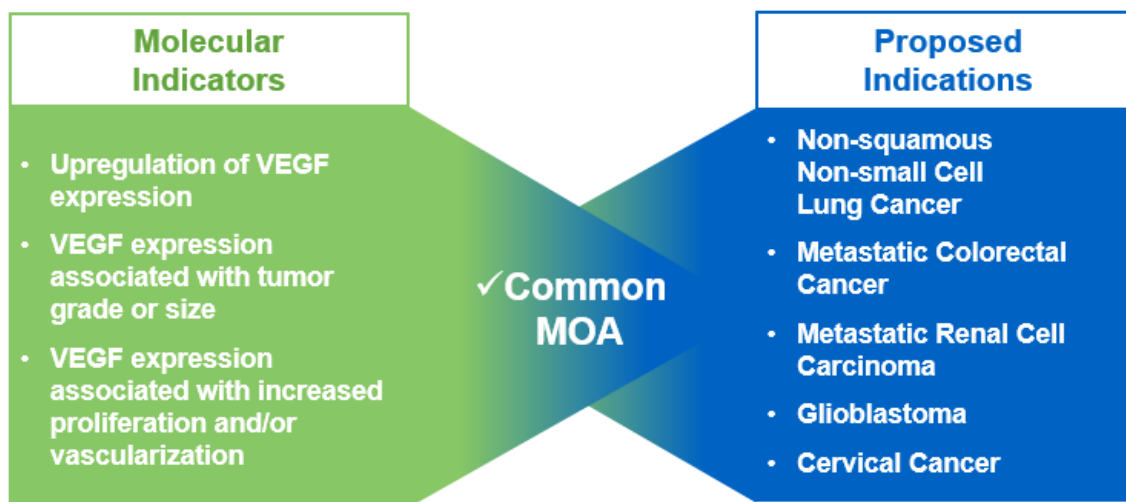 Molecular
Indicators
• Upregulation of VEGF
expression
• VEGF expression
associated with tumor
grade or size
• VEGF expression
associated with increased
proliferation and/or
vascularization
✓Common
MOA
Proposed
Indications
• Non-squamous
Non-small Cell
Lung Cancer
• Metastatic Colorectal
Cancer
• Metastatic Renal Cell
Carcinoma
• Glioblastoma
• Cervical Cancer